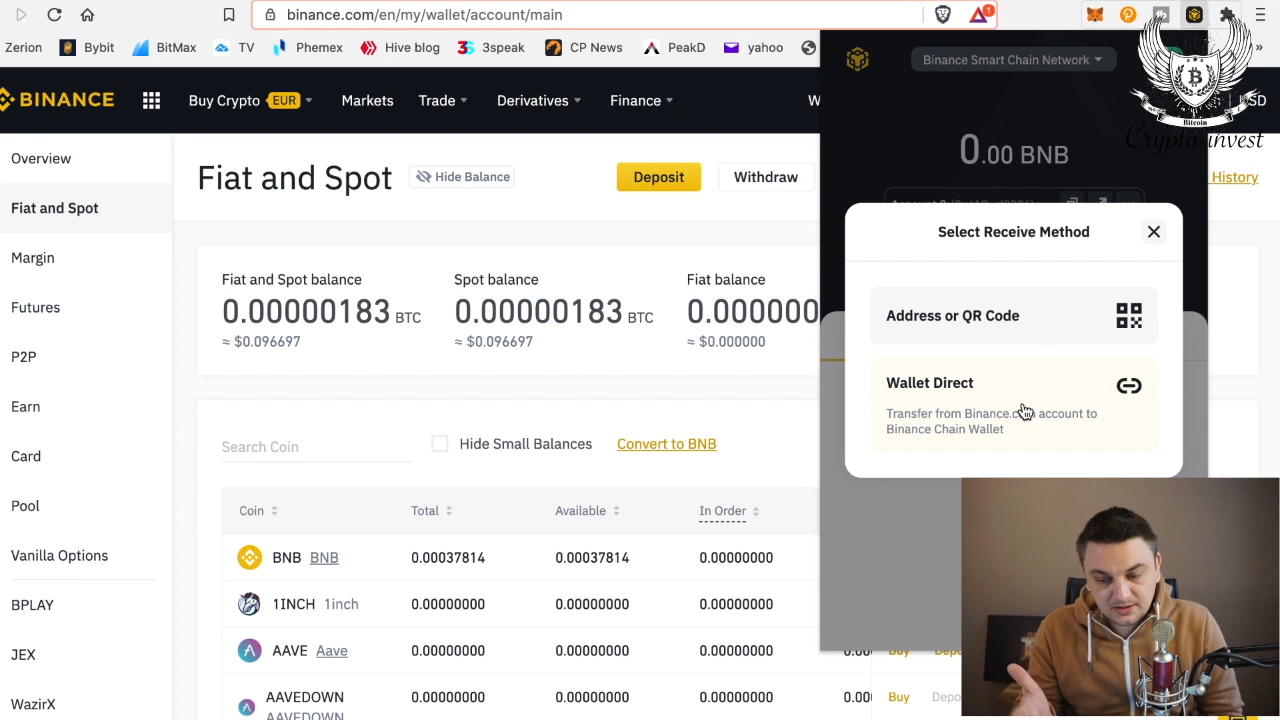 binance.com/en/my/wallet/account/main
1
Zerion Bybit BitMax TV Phemex Hive blog 3speak CP News PeakD yahoo »
BINANCE Buy Crypto EUR Markets Trade Derivatives Finance W SD
Binance Smart Chain Network
Bitcoin
Crypto-invest
0.00 BNB
Overview
Fiat and Spot
Margin
Futures
P2P
Earn
Card
Pool
Vanilla Options
BPLAY
JEX
WazirX
Fiat and Spot Hide Balance Deposit Withdraw History
Fiat and Spot balance Spot balance Fiat balance
0.00000183 BTC 0.00000183 BTC 0.000000
≈ $0.096697 ≈ $0.096697 ≈ $0.000000
Search Coin Hide Small Balances Convert to BNB
Coin Total Available In Order
BNB BNB 0.00037814 0.00037814 0.00000000
1INCH 1inch 0.00000000 0.00000000 0.00000000
AAVE Aave 0.00000000 0.00000000 0.00000000
AAVEDOWN 0.00000000 0.00000000 0.00000000 0.000 Buy Depo
Select Receive Method
Address or QR Code
Wallet Direct
Transfer from Binance.com account to
Binance Chain Wallet